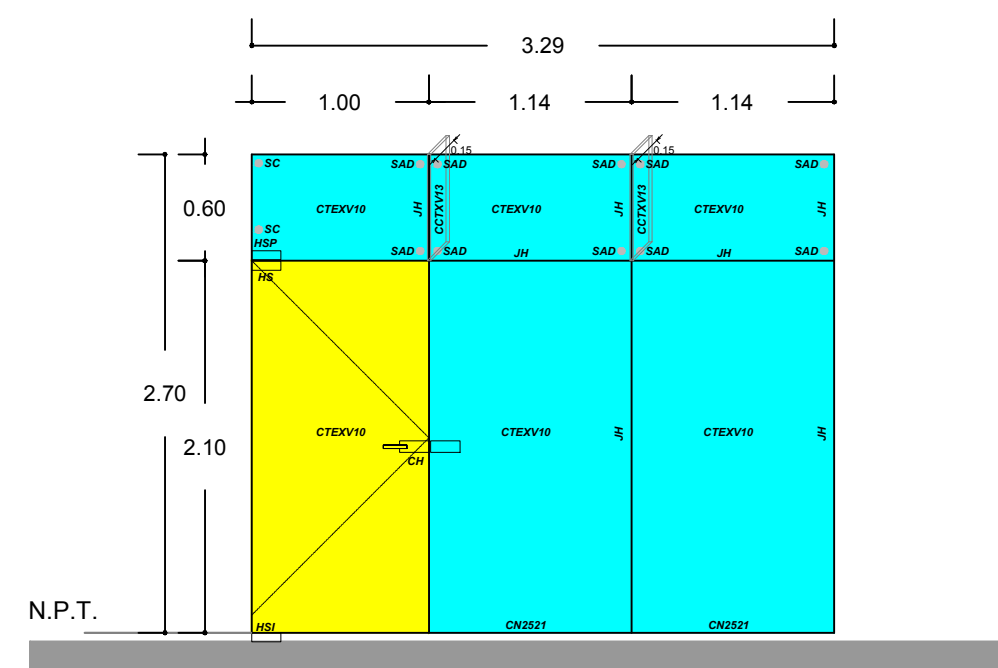 3.29
1.00 1.14 1.14
0.15 0.15
SC SAD SAD SAD SAD SAD
0.60 CTEXV10 JH CCTXV13 CTEXV10 JH CCTXV13 CTEXV10 JH
SC
HSP SAD SAD JH SAD SAD JH SAD
HS
2.70
2.10 CTEXV10 CTEXV10 JH CTEXV10 JH
CH
N.P.T.
HSI CN2521 CN2521